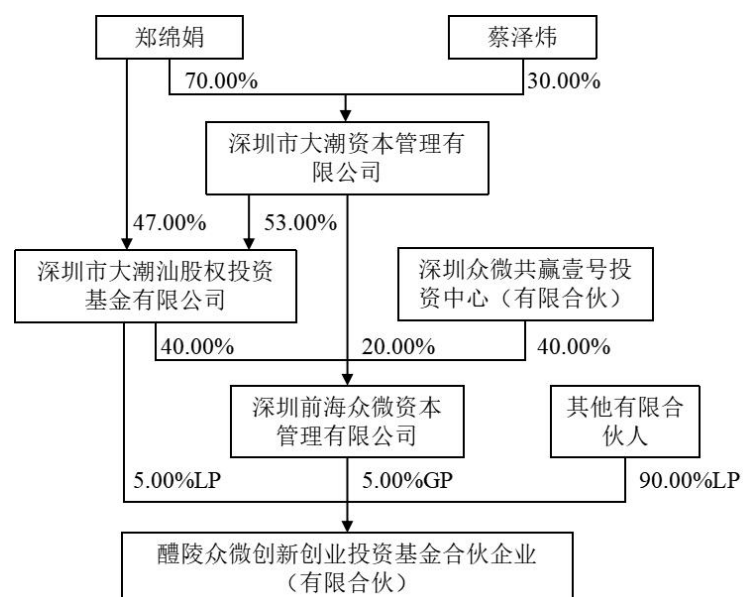 郑绵娟
蔡泽炜
70.00%
30.00%
深圳市大潮资本管理有
限公司
47.00%
53.00%
深圳市大潮汕股权投资
基金有限公司
深圳众微共赢壹号投
资中心（有限合伙）
40.00%
20.00%
40.00%
深圳前海众微资本
管理有限公司
其他有限合
伙人
5.00%LP
5.00%GP
90.00%LP
醴陵众微创新创业投资基金合伙企业
（有限合伙）